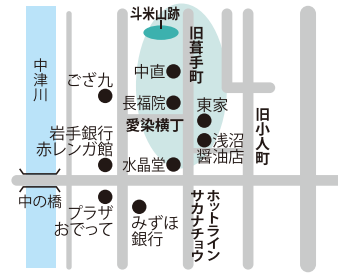 斗米山跡
中津川
旧葺手町
ござ九
中直
長福院
東家
愛染横丁
旧小人町
岩手銀行
赤レンガ館
浅沼
醤油店
水晶堂
中の橋
プラザ
おでって
みずほ
銀行
ホットライン
サカナチョウ